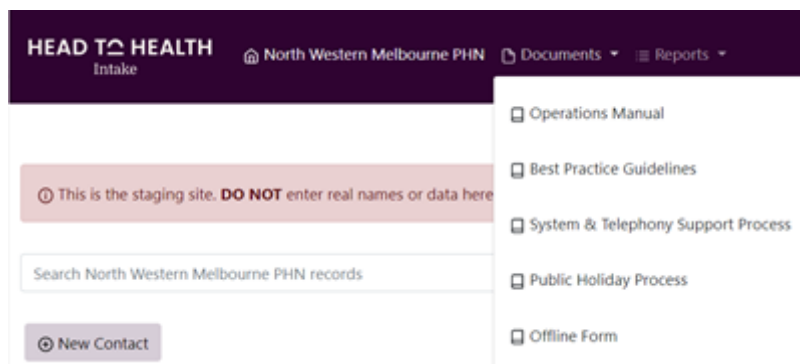 HEAD TO HEALTH
Intake
North Western Melbourne PHN
Documents
Reports
Operations Manual
Best Practice Guidelines
System & Telephony Support Process
Public Holiday Process
Offline Form
This is the staging site. DO NOT enter real names or data here
Search North Western Melbourne PHN records
New Contact